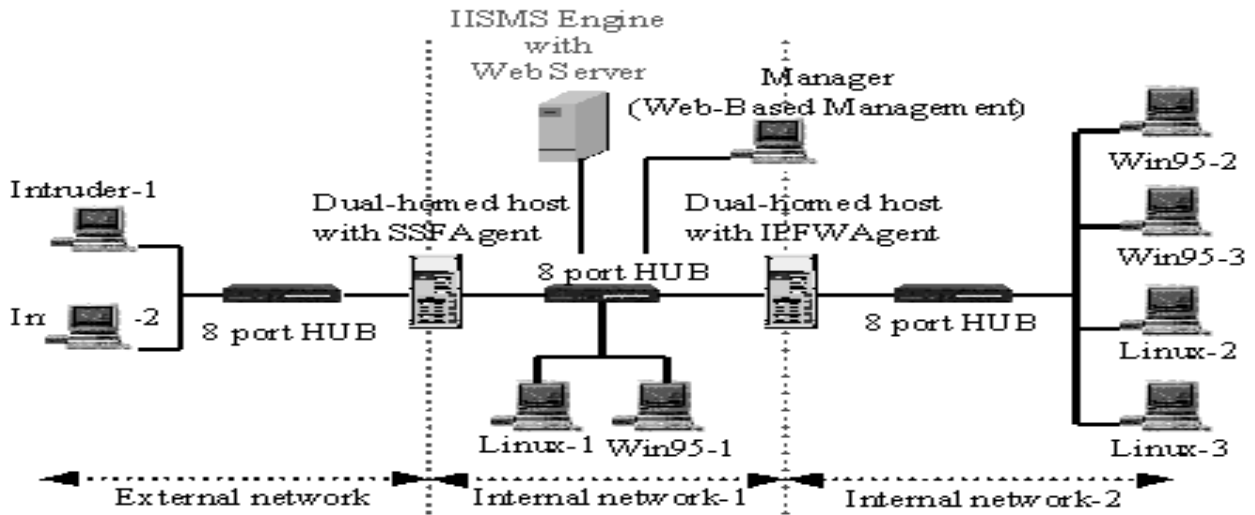 IISMS Engine
with
Web Server
Manager
(Web-Based Management)
Win95-2
Intruder-1
Dual-homed host
with SSFAgent
Dual-homed host
with IPFWAgent
Win95-3
8 port HUB
-2
8 port HUB
8 port HUB
Linux-2
Linux-1
Win95-1
Linux-3
External network
Internal network-1
Internal network-2